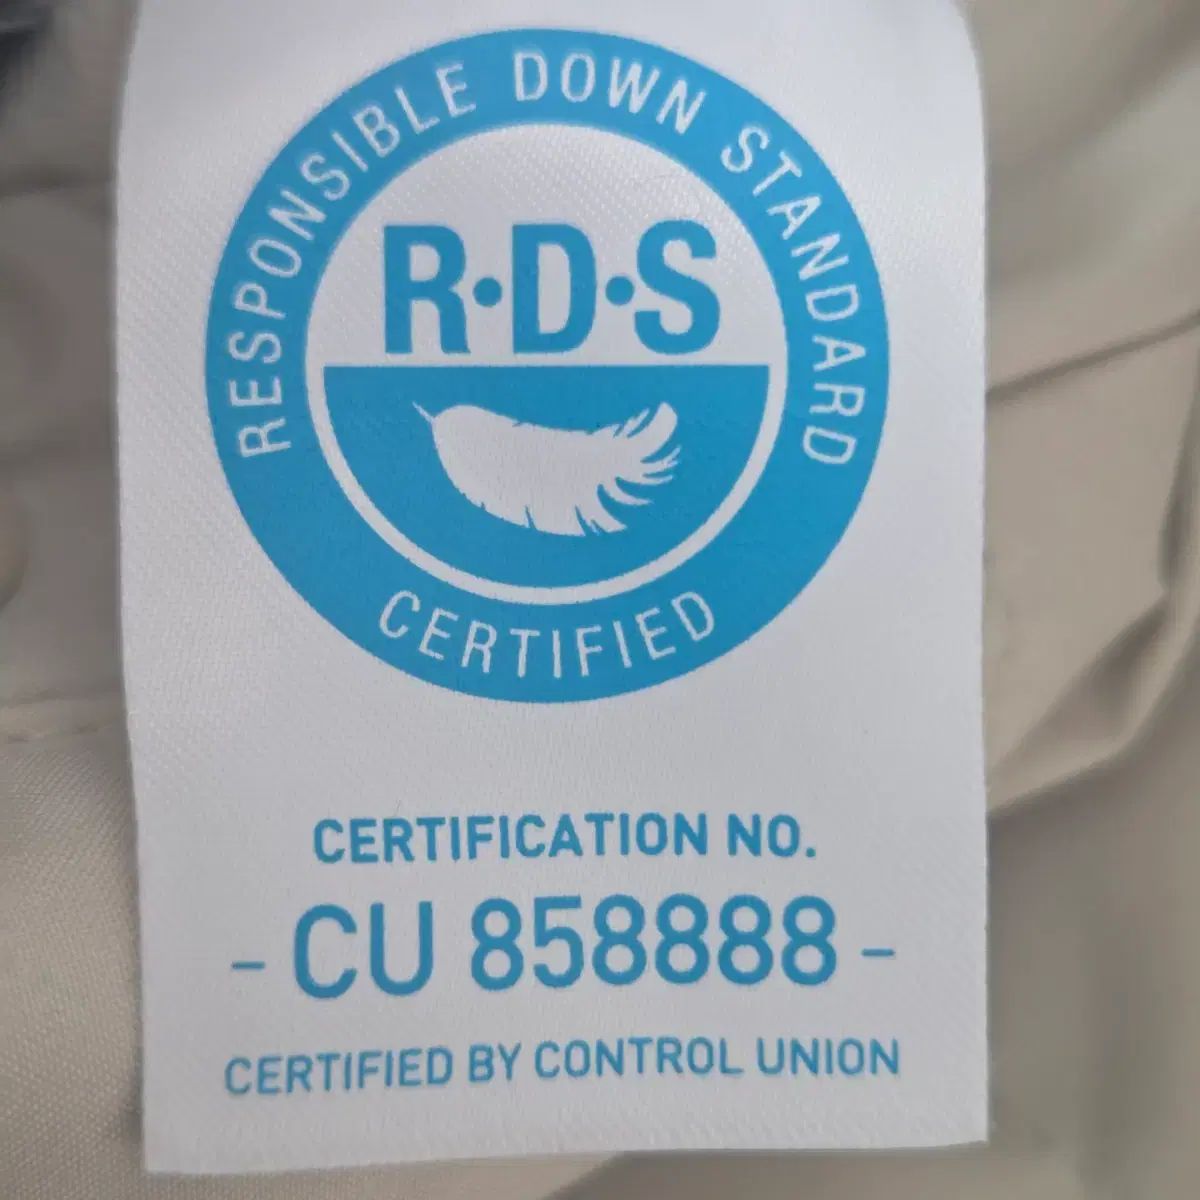 RESPONSIBLE DOWN STANDARD
R·D·S
CERTIFIED
CERTIFICATION NO.
- CU 858888 -
CERTIFIED BY CONTROL UNION